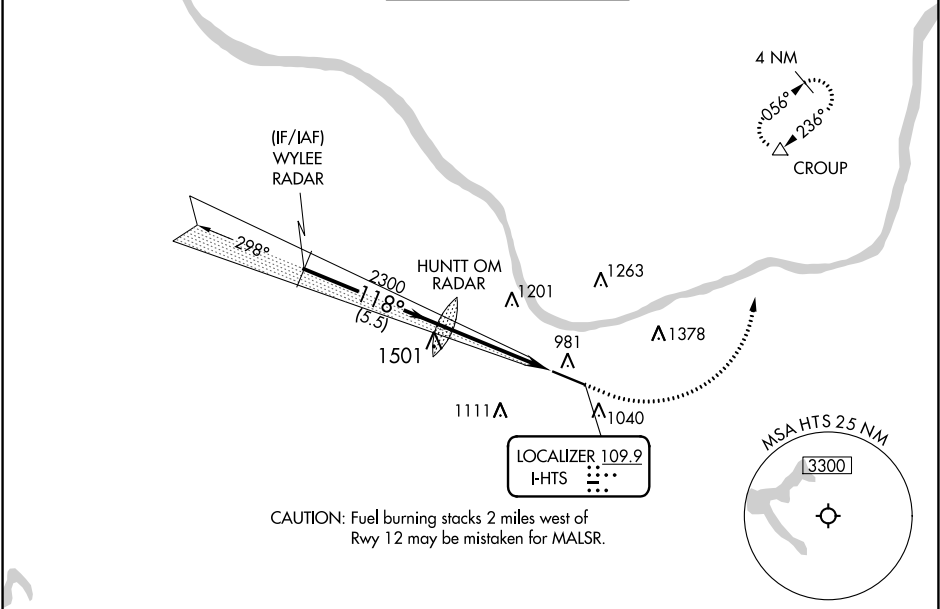 4 NM
056°
236°
CROUP
(IF/IAF)
WYLEE
RADAR
298°
HUNTT OM
RADAR
2300
118°
(5.5)
1201
1263
1501
981
1378
1111
1040
LOCALIZER 109.9
I-HTS
MSA HTS 25 NM
3300
CAUTION: Fuel burning stacks 2 miles west of
Rwy 12 may be mistaken for MALSR.